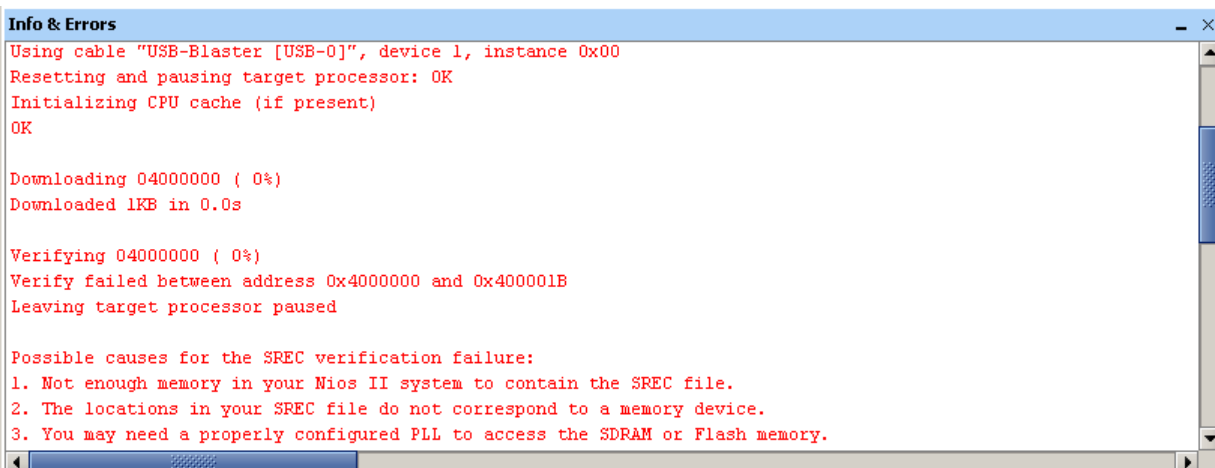 Info & Errors
Using cable "USB-Blaster [USB-0]", device 1, instance 0x00
Resetting and pausing target processor: OK
Initializing CPU cache (if present)
OK
Downloading 04000000 ( 0%)
Downloaded 1KB in 0.0s
Verifying 04000000 ( 0%)
Verify failed between address 0x4000000 and 0x400001B
Leaving target processor paused
Possible causes for the SREC verification failure:
1. Not enough memory in your Nios II system to contain the SREC file.
2. The locations in your SREC file do not correspond to a memory device.
3. You may need a properly configured PLL to access the SDRAM or Flash memory.